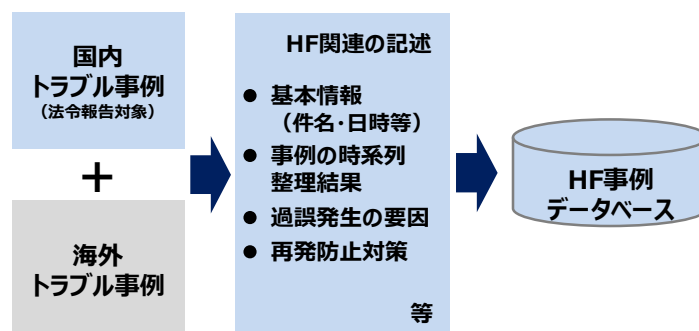 国内
トラブル事例
（法令報告対象）
＋
海外
トラブル事例
HF関連の記述
● 基本情報
（件名・日時等）
● 事例の時系列
整理結果
● 過誤発生の要因
● 再発防止対策
等
HF事例
データベース